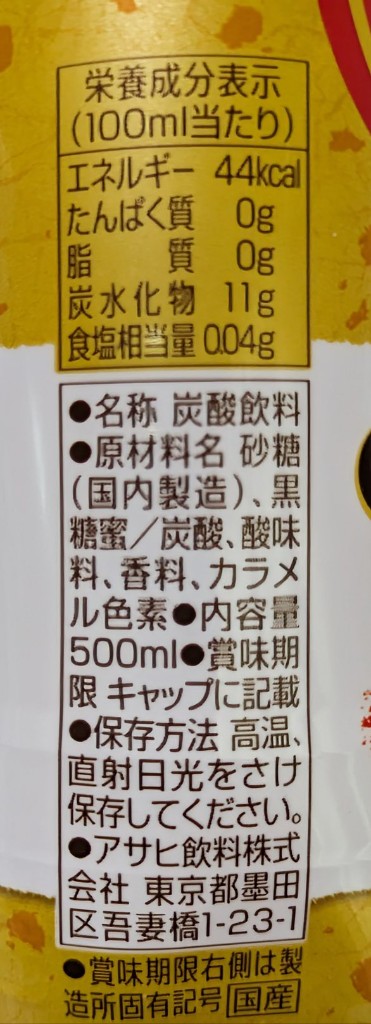 栄養成分表示
(100ml当たり)
エネルギー 44kcal
たんぱく質 0g
脂質 0g
炭水化物 11g
食塩相当量 0.04g
●名称 炭酸飲料
●原材料名 砂糖
(国内製造)、黒
糖蜜/炭酸、酸味
料、香料、カラメ
ル色素●内容量
500ml●賞味期
限 キャップに記載
●保存方法 高温、
直射日光をさけ
保存してください。
●アサヒ飲料株式
会社 東京都墨田
区吾妻橋1-23-1
●賞味期限右側は製
造所固有記号 国産